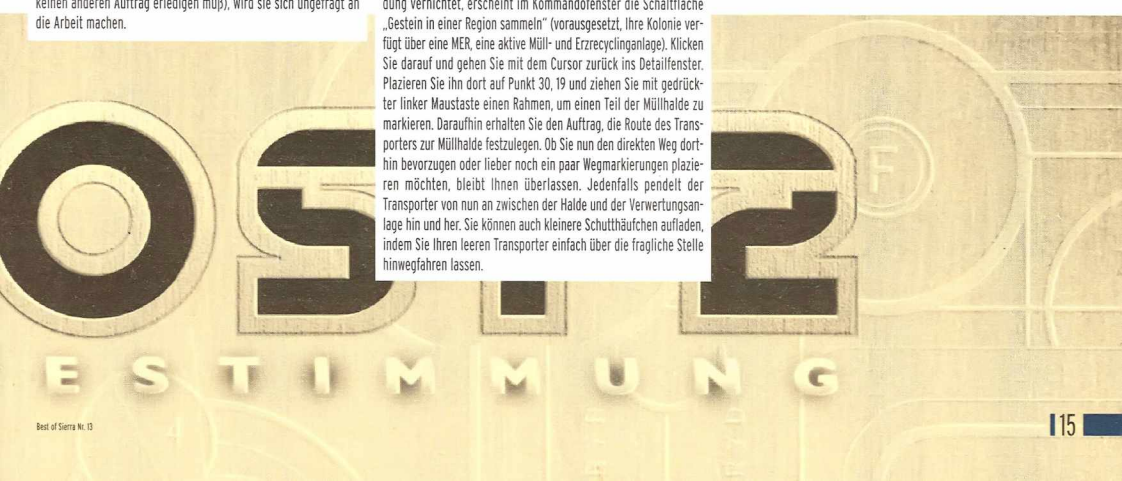 keinen anderen Auftrag erledigen muß), wird sie sich ungefragt an
die Arbeit machen.
dung vernichtet, erscheint im Kommandofenster die Schaltfläche
„Gestein in einer Region sammeln“ (vorausgesetzt, Ihre Kolonie ver-
fügt über eine MER, eine aktive Müll- und Erzrecyclinganlage). Klicken
Sie darauf und gehen Sie mit dem Cursor zurück ins Detailfenster.
Plazieren Sie ihn dort auf Punkt 30, 19 und ziehen Sie mit gedrück-
ter linker Maustaste einen Rahmen, um einen Teil der Müllhalde zu
markieren. Daraufhin erhalten Sie den Auftrag, die Route des Trans-
porters zur Müllhalde festzulegen. Ob Sie nun den direkten Weg dort-
hin bevorzugen oder lieber noch ein paar Wegmarkierungen plazie-
ren möchten, bleibt Ihnen überlassen. Jedenfalls pendelt der
Transporter von nun an zwischen der Halde und der Verwertungsan-
lage hin und her. Sie können auch kleinere Schutthäufchen aufladen,
indem Sie Ihren leeren Transporter einfach über die fragliche Stelle
hinwegfahren lassen.
OST 2
F
ESTIMMUNG
Best of Sierra Nr. 13
15